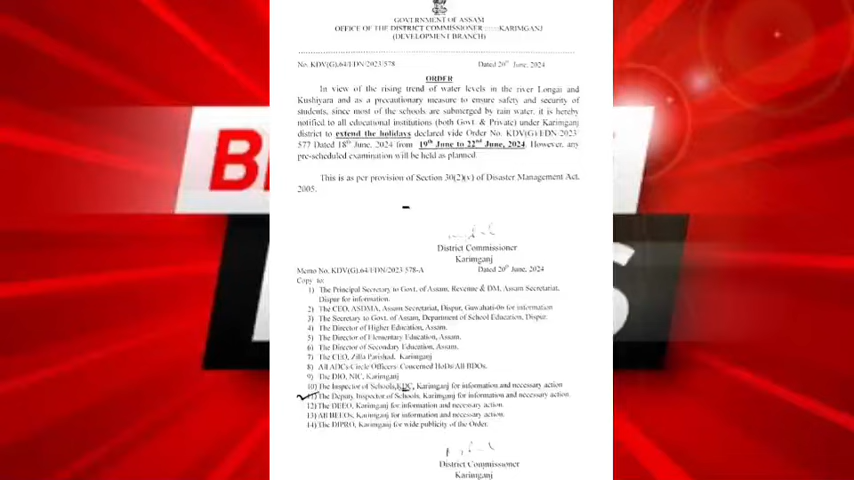 GOVERNMENT OF ASSAM
OFFICE OF THE DISTRICT COMMISSIONER ::::: KARIMGANJ
(DEVELOPMENT BRANCH)
No. KDV(G).64/EDN/2023/578 Dated 20th June, 2024
ORDER
In view of the rising trend of water levels in the river Longai and
Kushiyara and as a precautionary measure to ensure safety and security of
students, since most of the schools are submerged by rain water, it is hereby
notified to all educational institutions (both Govt. & Private) under Karimganj
district to extend the holidays declared vide Order No. KDV(G).EDN-2023/
577 Dated 18th June, 2024 from 19th June to 22nd June, 2024. However, any
pre-scheduled examination will be held as planned.
This is as per provision of Section 30(2)(v) of Disaster Management Act,
2005.
District Commissioner
Karimganj
Memo No. KDV(G).64/EDN/2023/578-A Dated 20th June, 2024
Copy to:
1) The Principal Secretary to Govt. of Assam, Revenue & DM, Assam Secretariat,
Dispur for information.
2) The CEO, ASDMA, Assam Secretariat, Dispur, Guwahati-06 for information
3) The Secretary to Govt. of Assam, Department of School Education, Dispur.
4) The Director of Higher Education, Assam.
5) The Director of Elementary Education, Assam.
6) The Director of Secondary Education, Assam.
7) The CEO, Zilla Parishad, Karimganj
8) All ADCs/Circle Officers/Concerned HoDs/All BDOs.
9) The DIO, NIC, Karimganj
10) The Inspector of Schools, KDC, Karimganj for information and necessary action
11) The Deputy Inspector of Schools, Karimganj for information and necessary action.
12) The DEEO, Karimganj for information and necessary action.
13) All BEEOs, Karimganj for information and necessary action.
14) The DIPRO, Karimganj for wide publicity of the Order.
District Commissioner
Karimganj